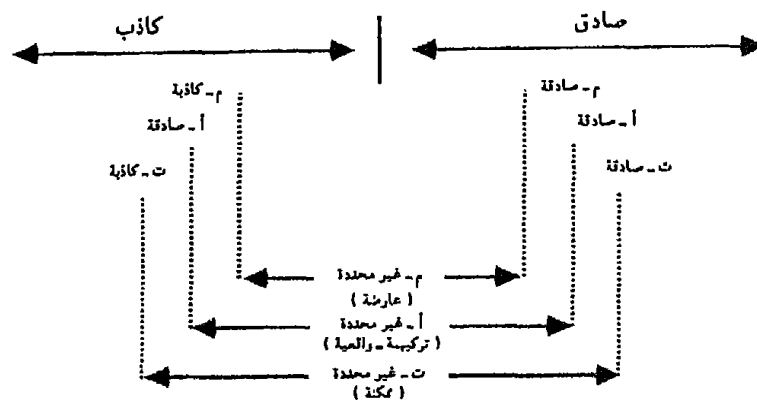 صادق
كاذب
م ـ صادقة
م ـ كاذبة
أ ـ صادقة
أ ـ صادقة
ت ـ صادقة
ت ـ كاذبة
م ـ غير محددة
( عارضة )
أ ـ غير محددة
( تركيبية ـ واقعية )
ت ـ غير محددة
( ممكنة )